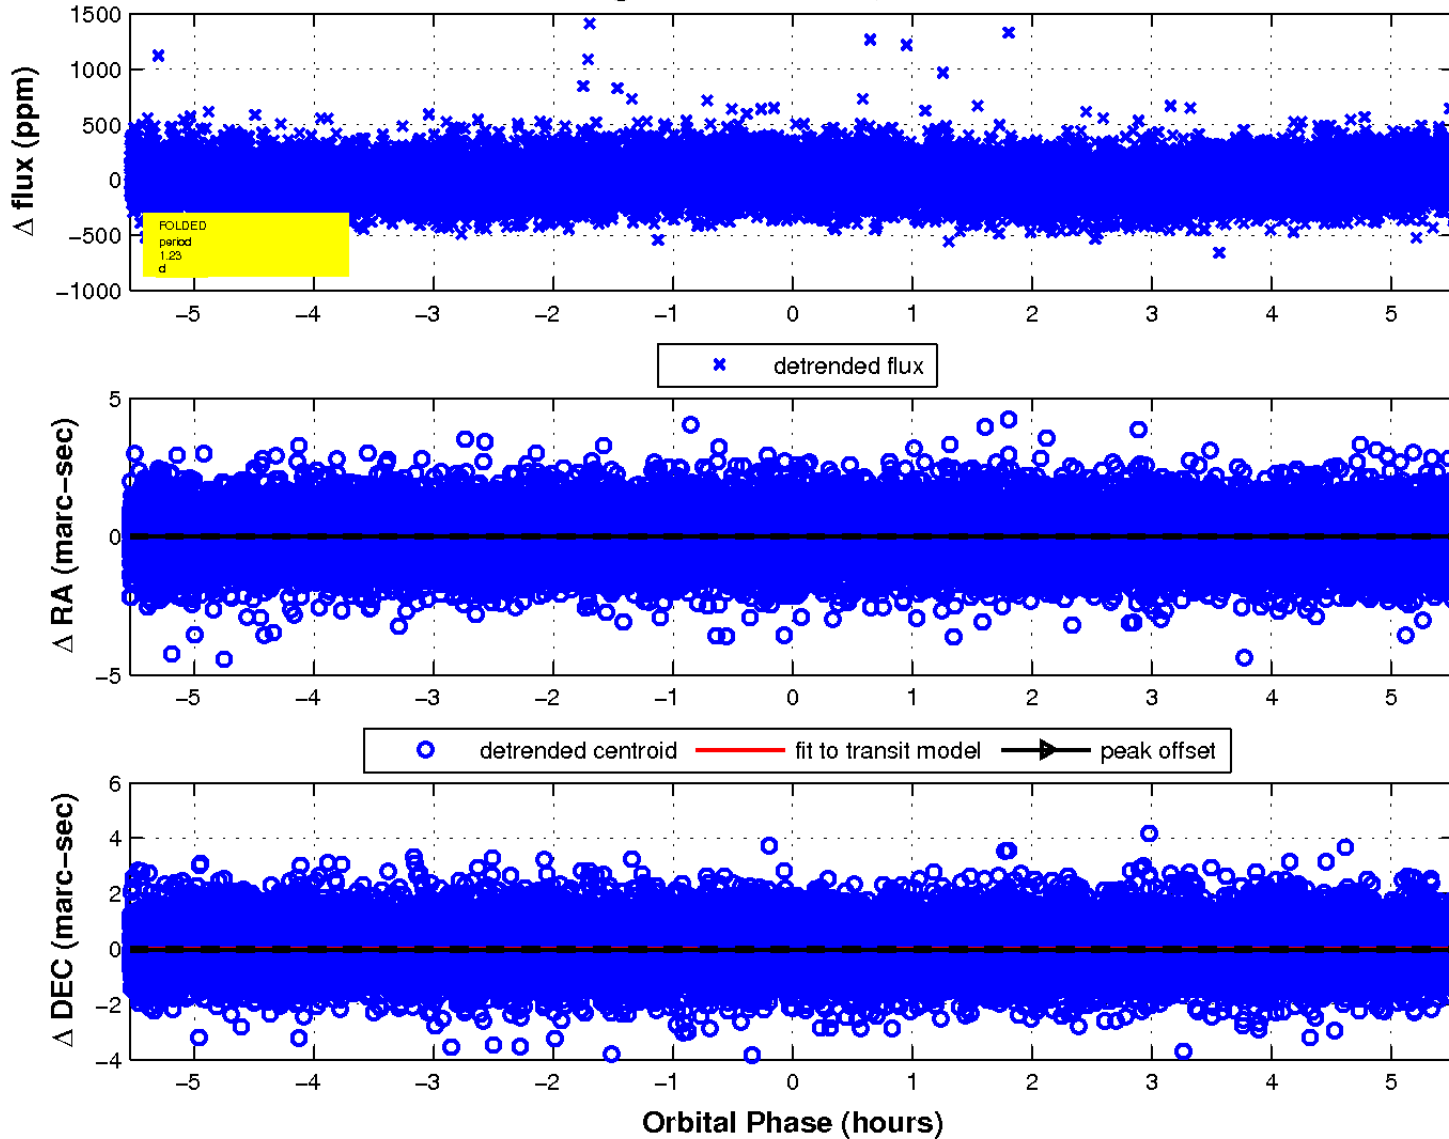 1500
1000
500
0
−500
−1000
Δ flux (ppm)
FOLDED
period
1.23
d
−5 −4 −3 −2 −1 0 1 2 3 4 5
detrended flux
5
0
−5
Δ RA (marc−sec)
−5 −4 −3 −2 −1 0 1 2 3 4 5
detrended centroid fit to transit model peak offset
6
4
2
0
−2
−4
Δ DEC (marc−sec)
−5 −4 −3 −2 −1 0 1 2 3 4 5
Orbital Phase (hours)